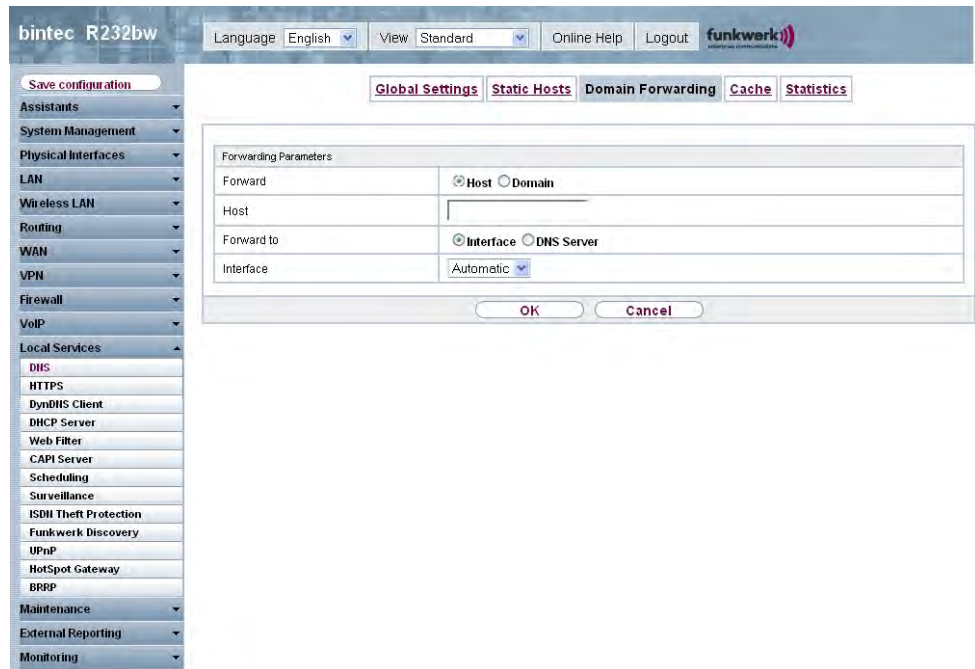 bintec R232bw
Language English View Standard Online Help Logout funkwerk
Save configuration
Global Settings Static Hosts Domain Forwarding Cache Statistics
Assistants
System Management
Physical Interfaces
LAN
Wireless LAN
Routing
WAN
VPN
Firewall
VoIP
Local Services
DNS
HTTPS
DynDNS Client
DHCP Server
Web Filter
CAPI Server
Scheduling
Surveillance
ISDN Theft Protection
Funkwerk Discovery
UPnP
HotSpot Gateway
BRRP
Maintenance
External Reporting
Monitoring
Forwarding Parameters
Forward Host Domain
Host
Forward to Interface DNS Server
Interface Automatic
OK Cancel